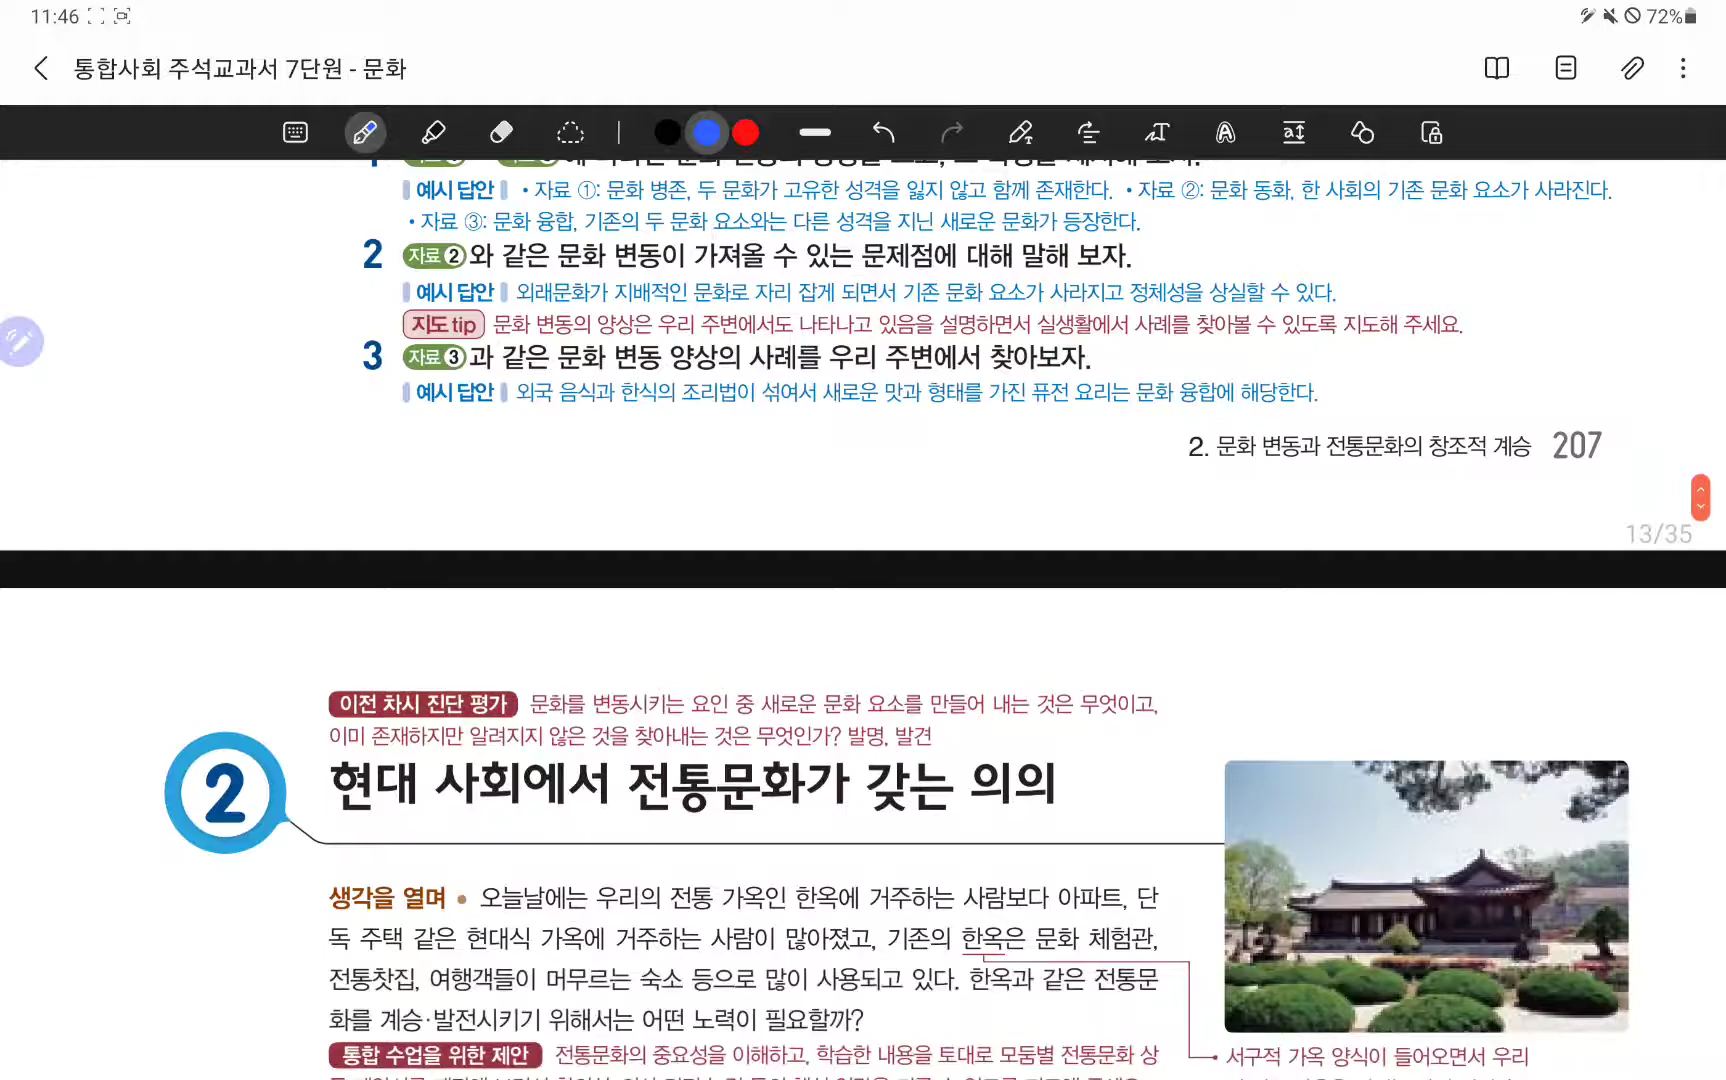 11:46
72%
통합사회 주석교과서 7단원 - 문화
예시 답안 • 자료 ①: 문화 병존, 두 문화가 고유한 성격을 잃지 않고 함께 존재한다. • 자료 ②: 문화 동화, 한 사회의 기존 문화 요소가 사라진다.
• 자료 ③: 문화 융합, 기존의 두 문화 요소와는 다른 성격을 지닌 새로운 문화가 등장한다.
2 자료 ❷와 같은 문화 변동이 가져올 수 있는 문제점에 대해 말해 보자.
예시 답안 외래문화가 지배적인 문화로 자리 잡게 되면서 기존 문화 요소가 사라지고 정체성을 상실할 수 있다.
지도 tip 문화 변동의 양상은 우리 주변에서도 나타나고 있음을 설명하면서 실생활에서 사례를 찾아볼 수 있도록 지도해 주세요.
3 자료 ❸과 같은 문화 변동 양상의 사례를 우리 주변에서 찾아보자.
예시 답안 외국 음식과 한식의 조리법이 섞여서 새로운 맛과 형태를 가진 퓨전 요리는 문화 융합에 해당한다.
2. 문화 변동과 전통문화의 창조적 계승 207
13/35
이전 차시 진단 평가 문화를 변동시키는 요인 중 새로운 문화 요소를 만들어 내는 것은 무엇이고,
이미 존재하지만 알려지지 않은 것을 찾아내는 것은 무엇인가? 발명, 발견
2 현대 사회에서 전통문화가 갖는 의의
생각을 열며 • 오늘날에는 우리의 전통 가옥인 한옥에 거주하는 사람보다 아파트, 단
독 주택 같은 현대식 가옥에 거주하는 사람이 많아졌고, 기존의 한옥은 문화 체험관,
전통찻집, 여행객들이 머무르는 숙소 등으로 많이 사용되고 있다. 한옥과 같은 전통문
화를 계승·발전시키기 위해서는 어떤 노력이 필요할까?
통합 수업을 위한 제안 전통문화의 중요성을 이해하고, 학습한 내용을 토대로 모둠별 전통문화 상
• 서구적 가옥 양식이 들어오면서 우리